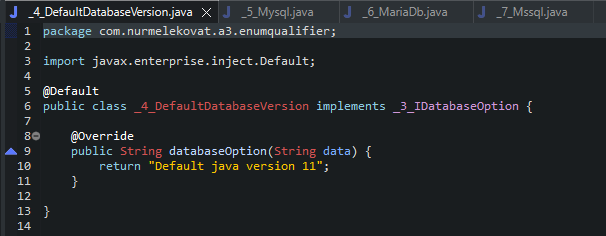 _4_DefaultDatabaseVersion.java X _5_Mysql.java _6_MariaDb.java _7_Mssql.java
1 package com.nurmelekovat.a3.enumqualifier;
2
3 import javax.enterprise.inject.Default;
4
5 @Default
6 public class _4_DefaultDatabaseVersion implements _3_IDatabaseOption {
7
8 @Override
9 public String databaseOption(String data) {
10 return "Default java version 11";
11 }
12
13 }
14